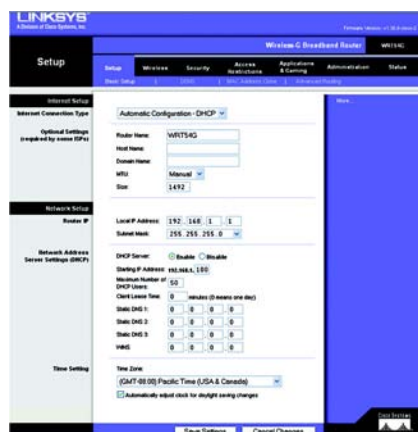 LINKSYS
A Division of Cisco Systems, Inc.
Firmware Version
Wireless-G Broadband Router WRT54G
Setup
Setup Wireless Security Access Restrictions Applications & Gaming Administration Status
Basic Setup | DDNS | MAC Address Clone | Advanced Routing
Internet Setup
More...
Internet Connection Type
Automatic Configuration - DHCP
Optional Settings
(required by some ISPs)
Router Name: WRT54G
Host Name:
Domain Name:
MTU: Manual
Size: 1492
Network Setup
Router IP
Local IP Address: 192 . 168 . 1 . 1
Subnet Mask: 255.255.255.0
Network Address
Server Settings (DHCP)
DHCP Server: Enable Disable
Starting IP Address: 192.168.1. 100
Maximum Number of
DHCP Users: 50
Client Lease Time: 0 minutes (0 means one day)
Static DNS 1: 0 . 0 . 0 . 0
Static DNS 2: 0 . 0 . 0 . 0
Static DNS 3: 0 . 0 . 0 . 0
WINS: 0 . 0 . 0 . 0
Time Setting
Time Zone:
(GMT-08:00) Pacific Time (USA & Canada)
Automatically adjust clock for daylight saving changes
Save Settings Cancel Changes
Cisco Systems